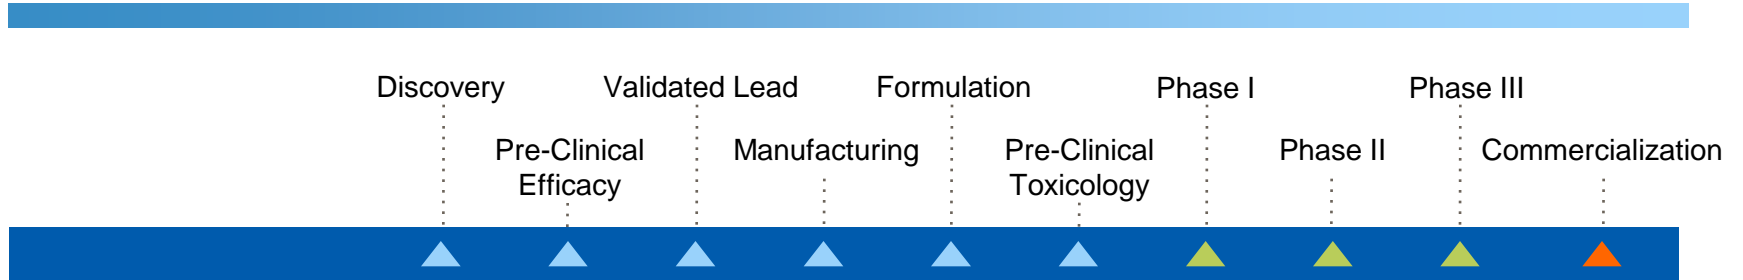 Discovery
Validated Lead
Formulation
Phase I
Phase III
Pre-Clinical
Efficacy
Manufacturing
Pre-Clinical
Toxicology
Phase II
Commercialization